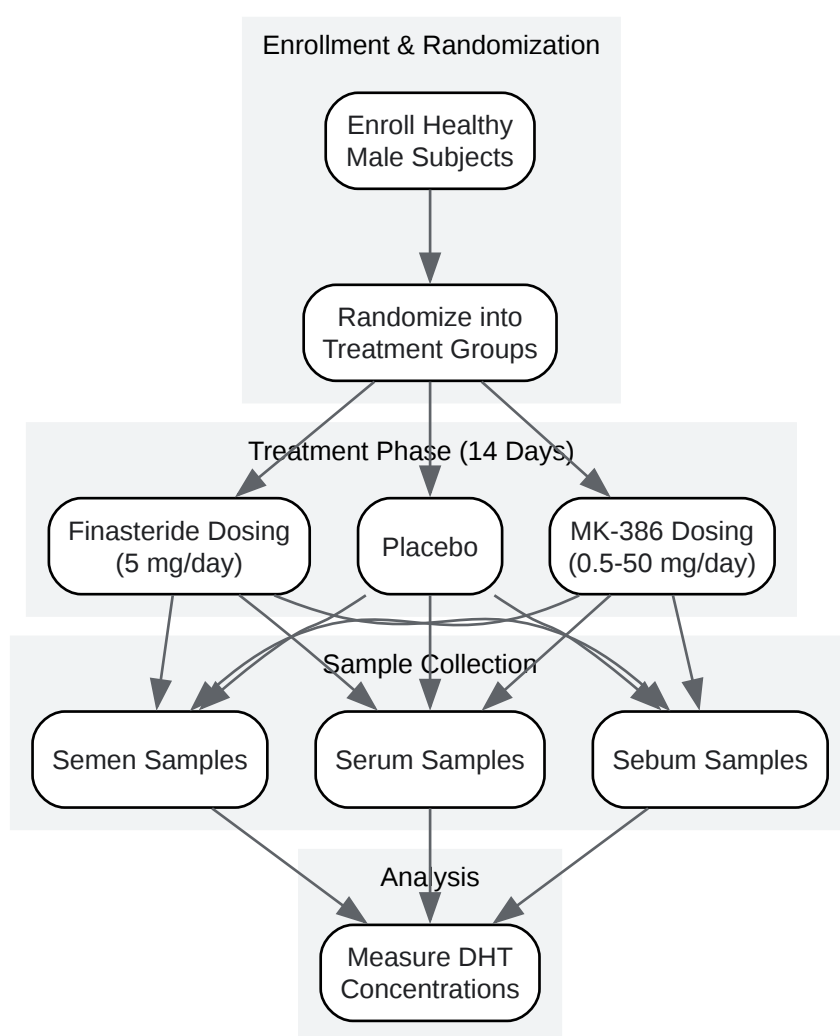 Enrollment & Randomization
Enroll Healthy
Male Subjects
Randomize into
Treatment Groups
Treatment Phase (14 Days)
Finasteride Dosing
(5 mg/day)
Placebo
MK-386 Dosing
(0.5-50 mg/day)
Sample Collection
Semen Samples
Serum Samples
Sebum Samples
Analysis
Measure DHT
Concentrations